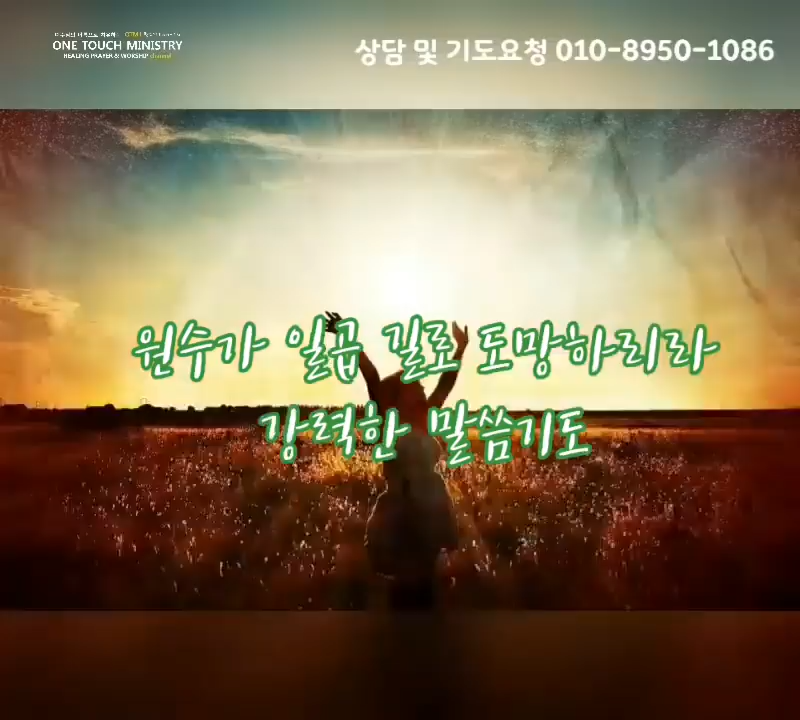 ONE TOUCH MINISTRY
HEALING PRAYER & WORSHIP channel
상담 및 기도요청 010-8950-1086
원수가 일곱 길로 도망하리라
강력한 말씀기도